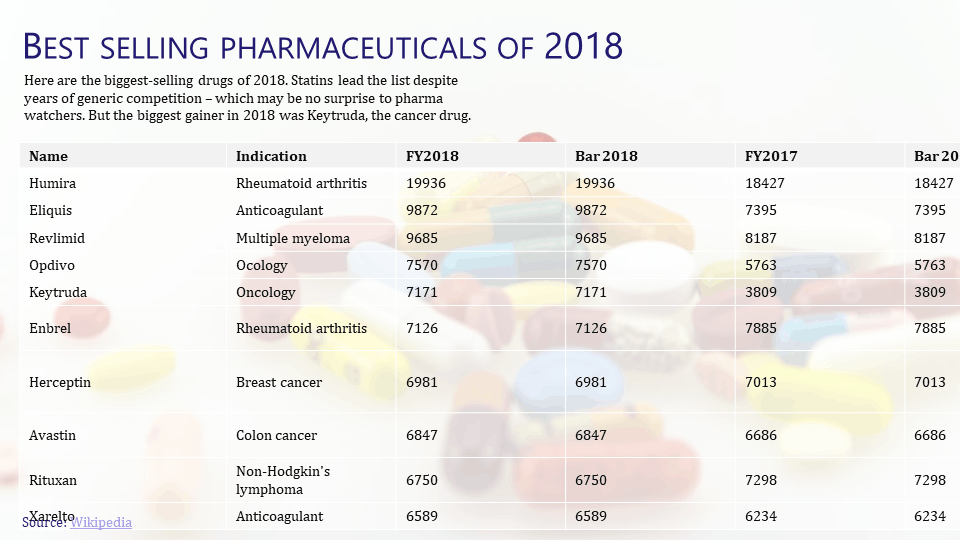 BEST SELLING PHARMACEUTICALS OF 2018
Here are the biggest-selling drugs of 2018. Statins lead the list despite
years of generic competition – which may be no surprise to pharma
watchers. But the biggest gainer in 2018 was Keytruda, the cancer drug.
Name Indication FY2018 Bar 2018 FY2017 Bar 20
Humira Rheumatoid arthritis 19936 19936 18427 18427
Eliquis Anticoagulant 9872 9872 7395 7395
Revlimid Multiple myeloma 9685 9685 8187 8187
Opdivo Ocology 7570 7570 5763 5763
Keytruda Oncology 7171 7171 3809 3809
Enbrel Rheumatoid arthritis 7126 7126 7885 7885
Herceptin Breast cancer 6981 6981 7013 7013
Avastin Colon cancer 6847 6847 6686 6686
Rituxan Non-Hodgkin's
lymphoma 6750 6750 7298 7298
Xarelto Anticoagulant 6589 6589 6234 6234
Source: Wikipedia